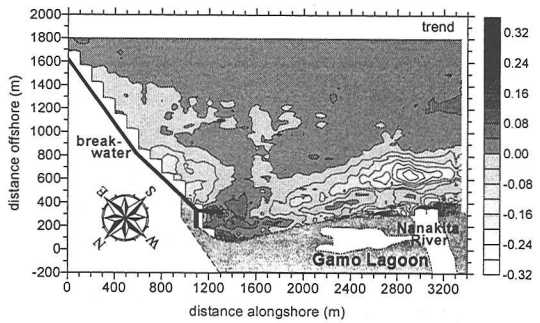 trend
2000
1800
1600
1400
1200
1000
800
600
400
200
0
-200
distance offshore (m)
break-
water
E
S
N
W
Nanakita
River
Gamo Lagoon
0 400 800 1200 1600 2000 2400 2800 3200
distance alongshore (m)
0.32
0.24
0.16
0.08
0.00
-0.08
-0.16
-0.24
-0.32